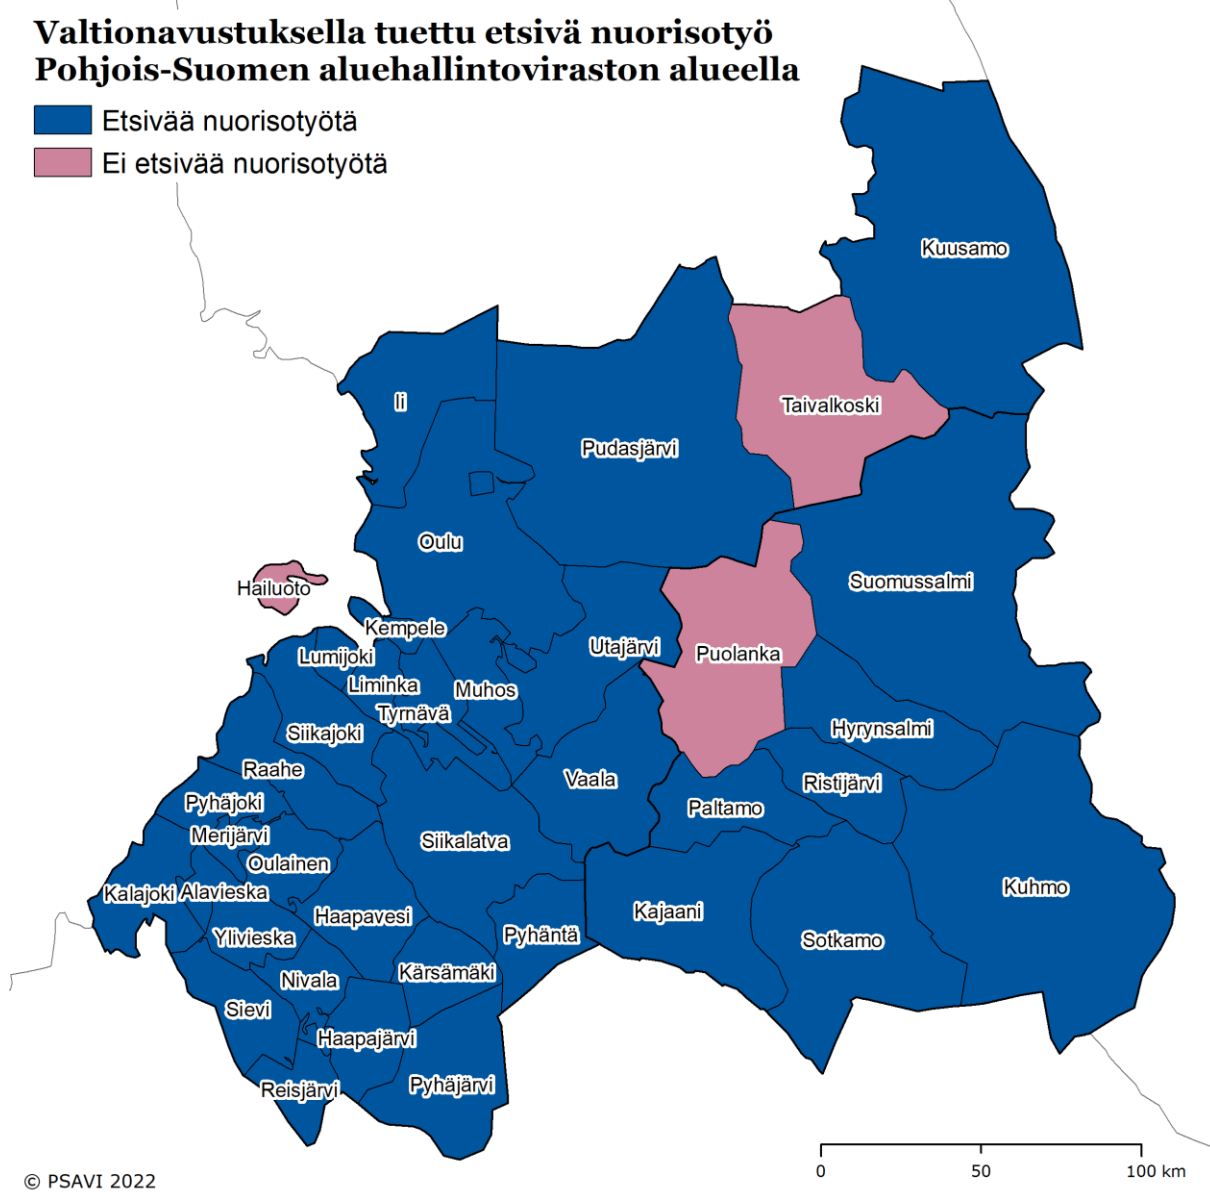 Valtionavustuksella tuettu etsivä nuorisotyö
Pohjois-Suomen aluehallintoviraston alueella
Etsivää nuorisotyötä
Ei etsivää nuorisotyötä
Kuusamo
Ii
Taivalkoski
Pudasjärvi
Oulu
Suomussalmi
Hailuoto
Kempele
Utajärvi
Puolanka
Lumijoki
Liminka
Muhos
Tyrnävä
Siikajoki
Hyrynsalmi
Raahe
Vaala
Ristijärvi
Pyhäjoki
Paltamo
Merijärvi
Siikalatva
Oulainen
Kalajoki
Alavieska
Kuhmo
Haapavesi
Kajaani
Ylivieska
Pyhäntä
Sotkamo
Nivala
Kärsämäki
Sievi
Haapajärvi
Reisjärvi
Pyhäjärvi
0 50 100 km
© PSAVI 2022